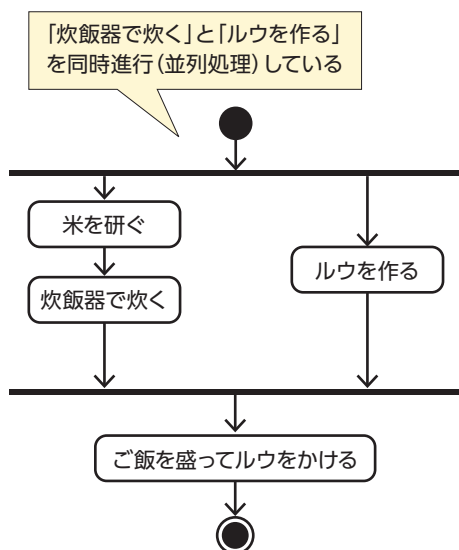 「炊飯器で炊く」と「ルウを作る」
を同時進行(並列処理)している
米を研ぐ
炊飯器で炊く
ルウを作る
ご飯を盛ってルウをかける